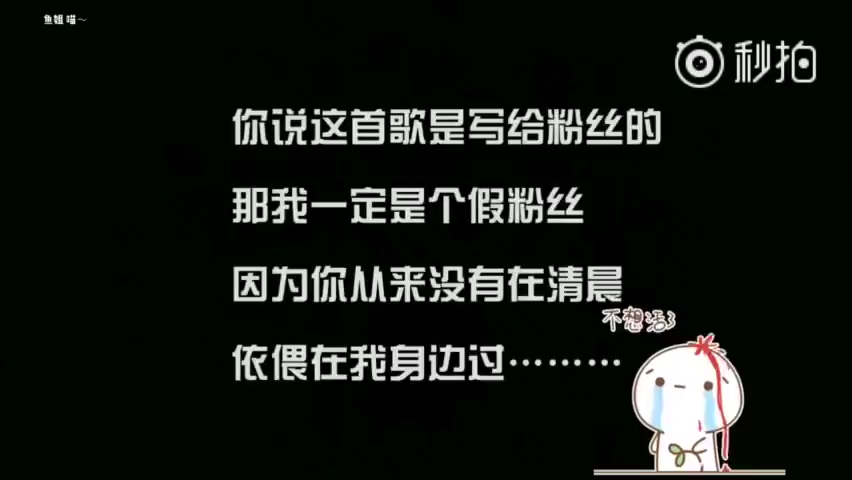 鱼姐喵～
秒拍
你说这首歌是写给粉丝的
那我一定是个假粉丝
因为你从来没有在清晨
依偎在我身边过………
不想活了